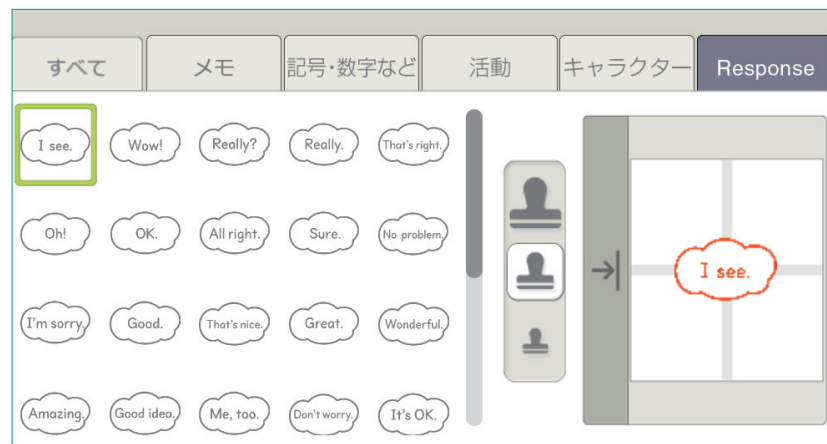 すべて メモ 記号・数字など 活動 キャラクター Response
I see. Wow! Really? Really. That's right.
Oh! OK. All right. Sure. No problem.
I'm sorry. Good. That's nice. Great. Wonderful.
Amazing. Good idea. Me, too. Don't worry. It's OK.
I see.